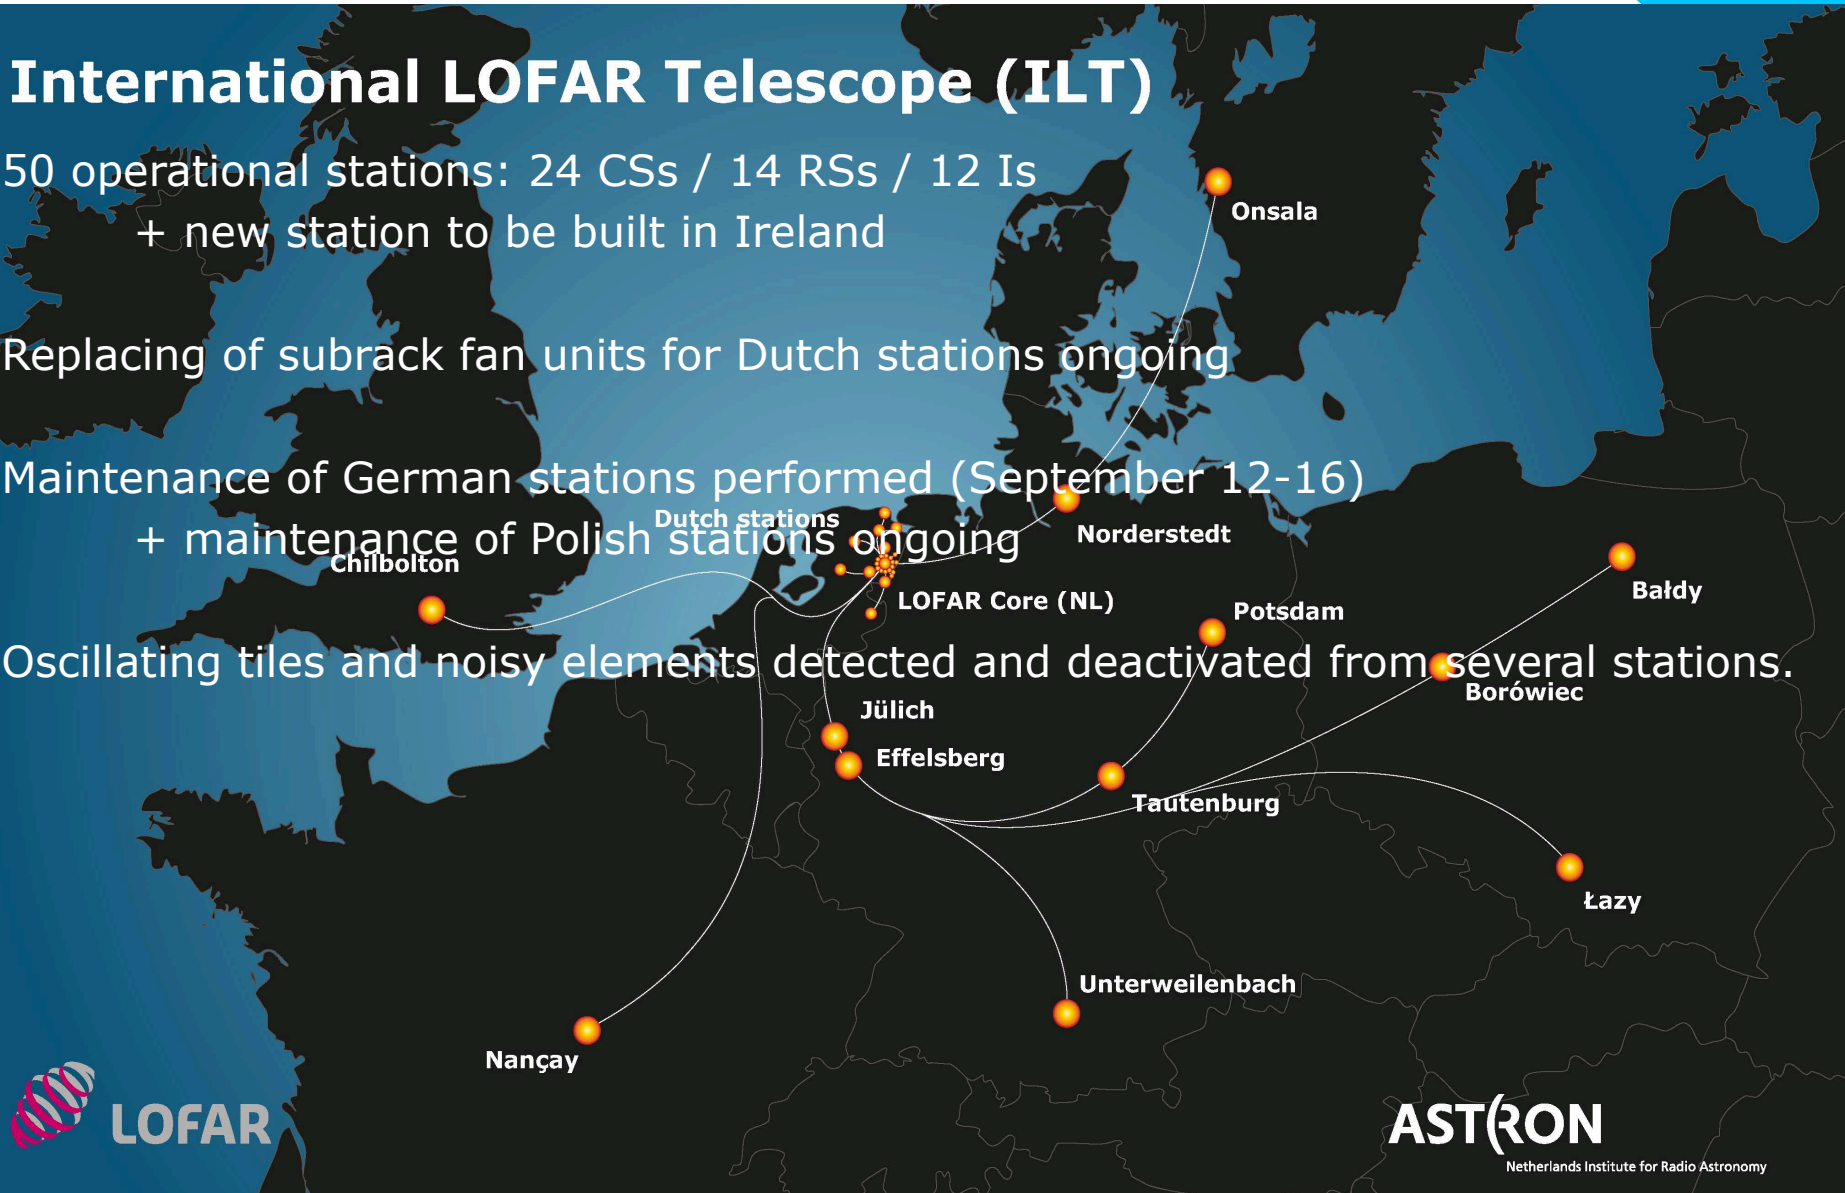 International LOFAR Telescope (ILT)
50 operational stations: 24 CSs / 14 RSs / 12 Is
+ new station to be built in Ireland
Onsala
Replacing of subrack fan units for Dutch stations ongoing
Maintenance of German stations performed (September 12-16)
Dutch stations
+ maintenance of Polish stations ongoing
Norderstedt
Chilbolton
Bałdy
LOFAR Core (NL)
Potsdam
Oscillating tiles and noisy elements detected and deactivated from several stations.
Borówiec
Jülich
Effelsberg
Tautenburg
Łazy
Unterweilenbach
Nançay
LOFAR
ASTRON
Netherlands Institute for Radio Astronomy